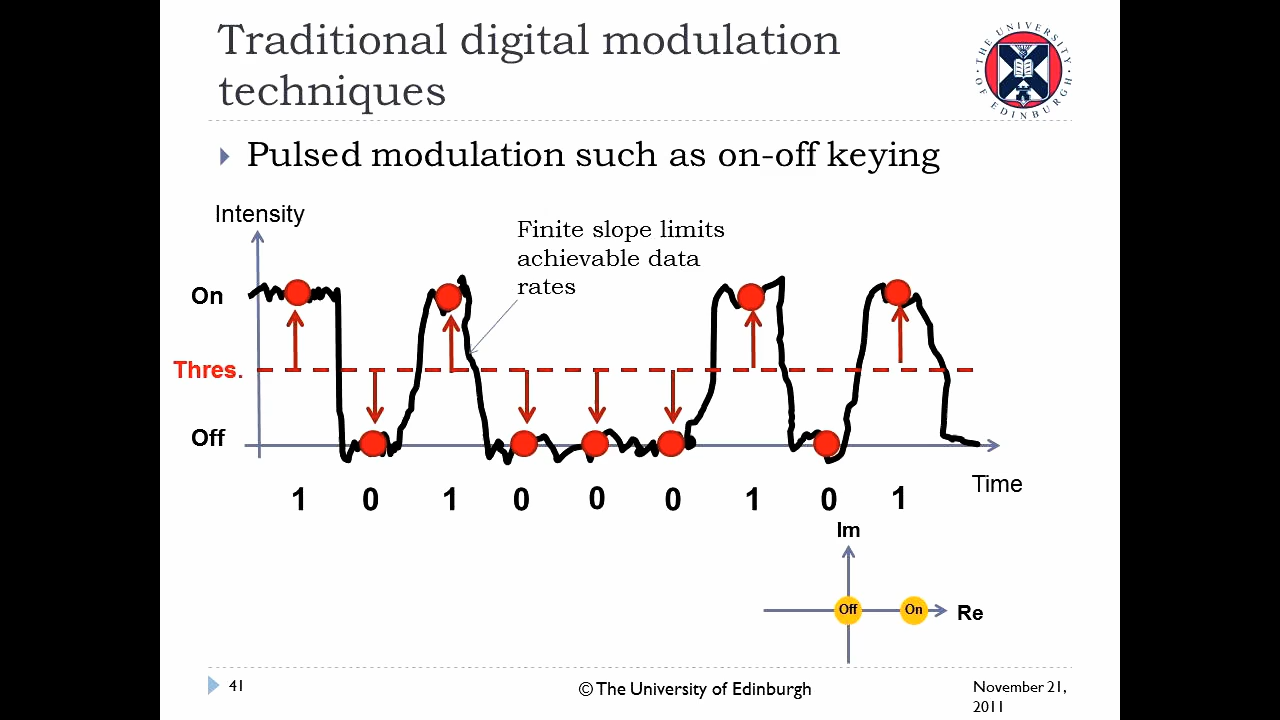 Traditional digital modulation
techniques
THE UNIVERSITY OF EDINBURGH
Pulsed modulation such as on-off keying
Intensity
Finite slope limits
achievable data
rates
On
Thres.
Off
1 0 1 0 0 0 1 0 1
Time
Im
Off On
Re
41
© The University of Edinburgh
November 21,
2011